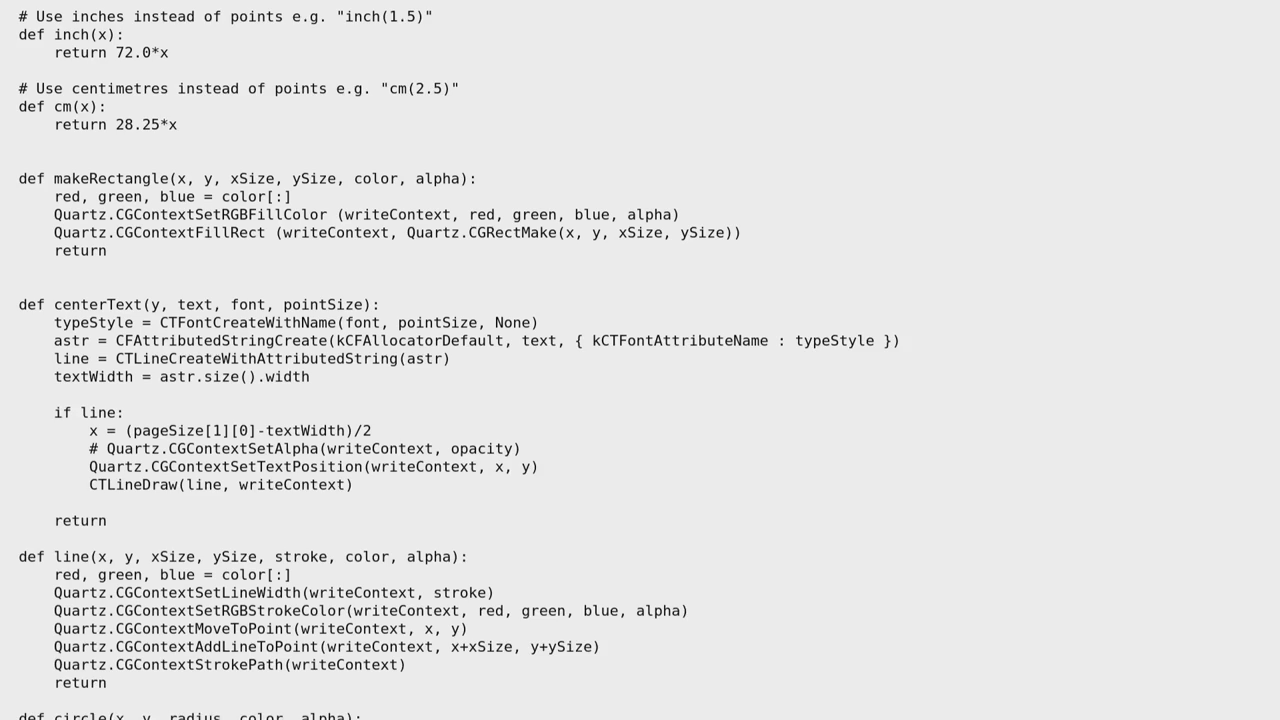 # Use inches instead of points e.g. "inch(1.5)"
def inch(x):
    return 72.0*x

# Use centimetres instead of points e.g. "cm(2.5)"
def cm(x):
    return 28.25*x


def makeRectangle(x, y, xSize, ySize, color, alpha):
    red, green, blue = color[:]
    Quartz.CGContextSetRGBFillColor (writeContext, red, green, blue, alpha)
    Quartz.CGContextFillRect (writeContext, Quartz.CGRectMake(x, y, xSize, ySize))
    return


def centerText(y, text, font, pointSize):
    typeStyle = CTFontCreateWithName(font, pointSize, None)
    astr = CFAttributedStringCreate(kCFAllocatorDefault, text, { kCTFontAttributeName : typeStyle })
    line = CTLineCreateWithAttributedString(astr)
    textWidth = astr.size().width

    if line:
        x = (pageSize[1][0]-textWidth)/2
        # Quartz.CGContextSetAlpha(writeContext, opacity)
        Quartz.CGContextSetTextPosition(writeContext, x, y)
        CTLineDraw(line, writeContext)

    return

def line(x, y, xSize, ySize, stroke, color, alpha):
    red, green, blue = color[:]
    Quartz.CGContextSetLineWidth(writeContext, stroke)
    Quartz.CGContextSetRGBStrokeColor(writeContext, red, green, blue, alpha)
    Quartz.CGContextMoveToPoint(writeContext, x, y)
    Quartz.CGContextAddLineToPoint(writeContext, x+xSize, y+ySize)
    Quartz.CGContextStrokePath(writeContext)
    return

def circle(x, y, radius, color, alpha):